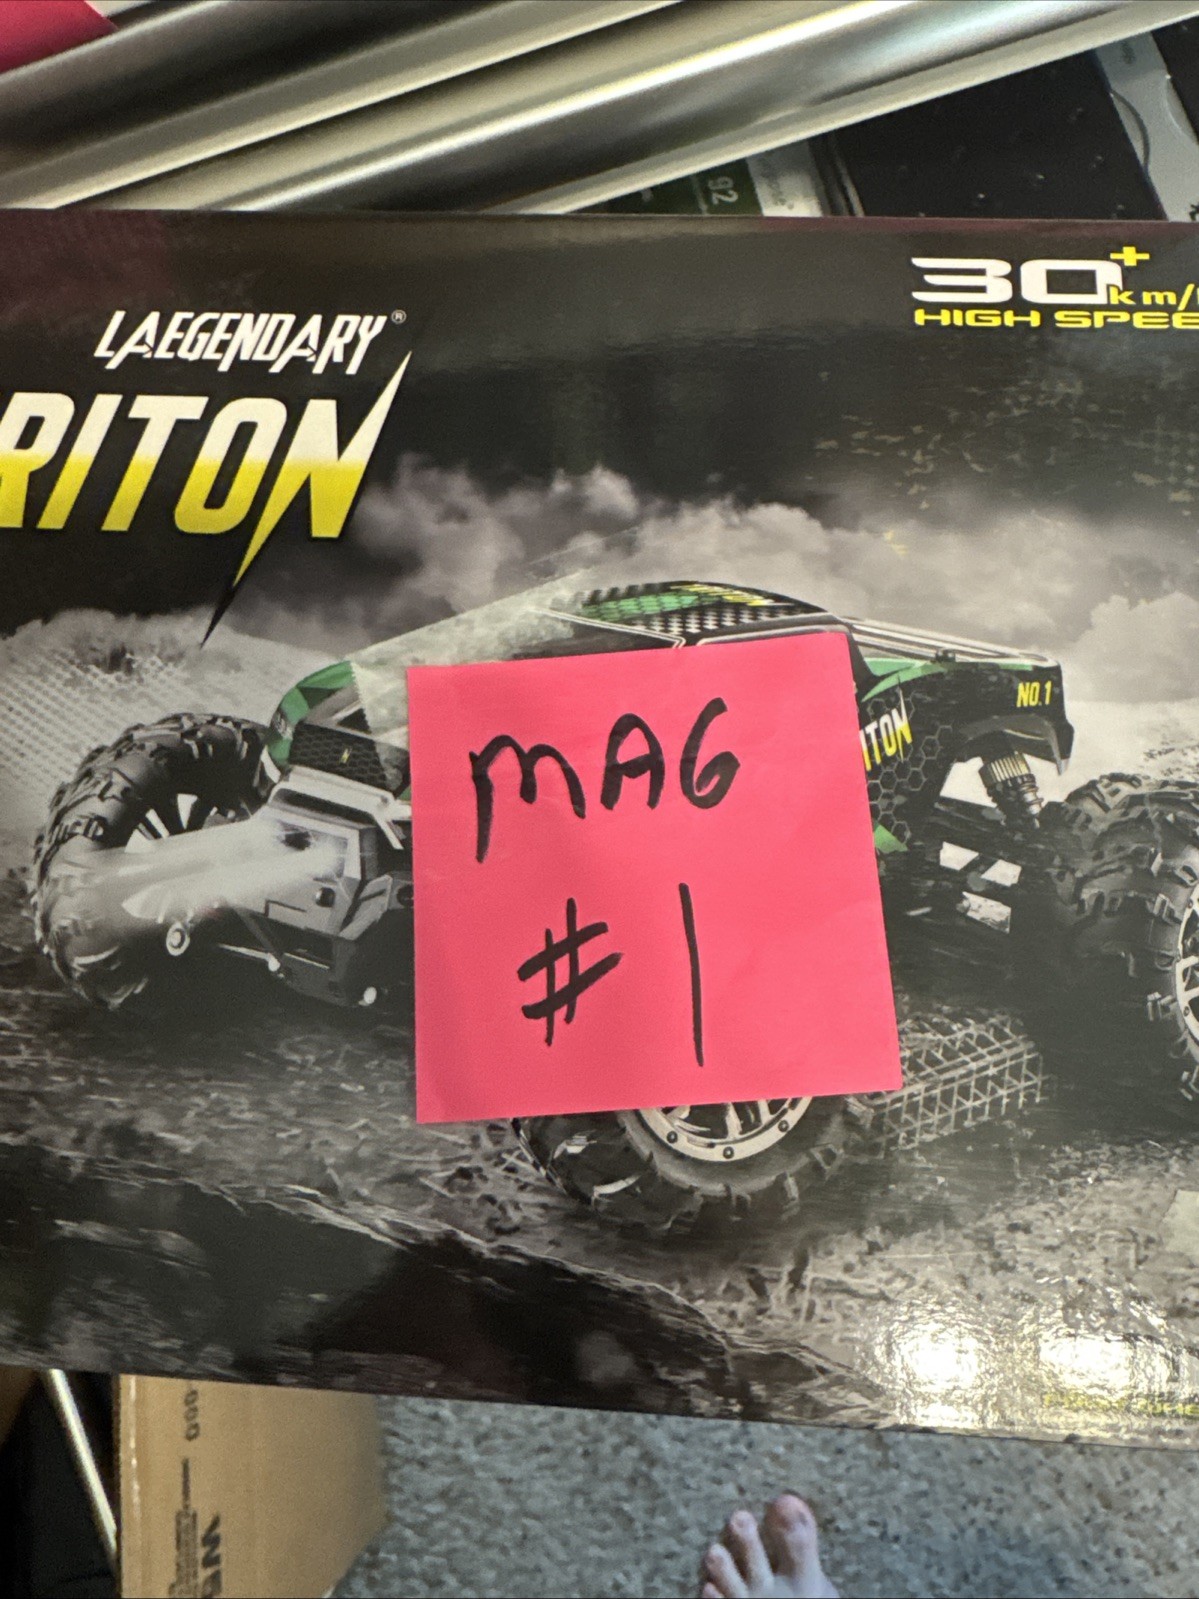 92
30+
km/
HIGH SPEE
LAEGENDARY®
RITON
NO.1
ITON
MAG
#1